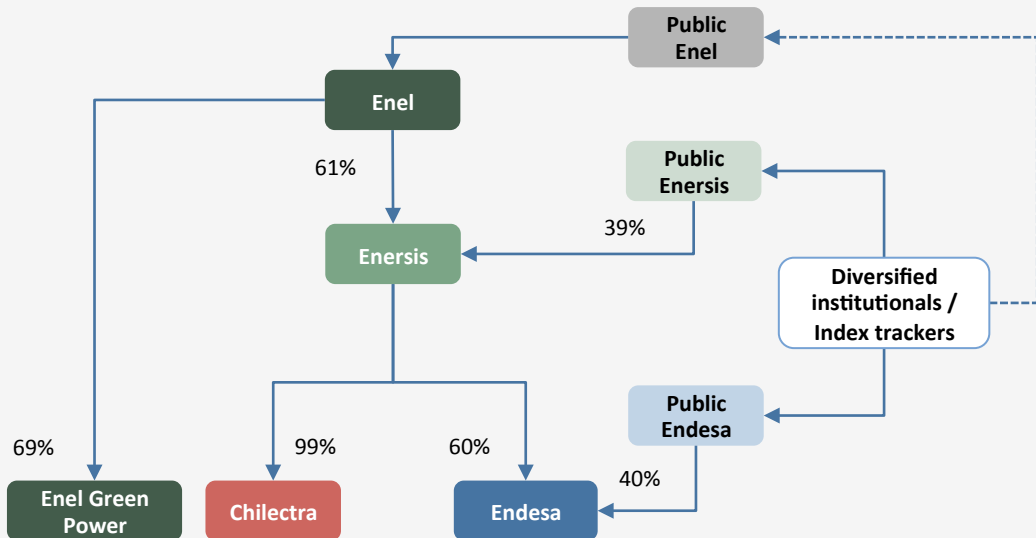 Public
Enel
Enel
61%
Public
Enersis
39%
Enersis
Diversified
institutionals /
Index trackers
Public
Endesa
69%
99%
60%
40%
Enel Green
Power
Chilectra
Endesa